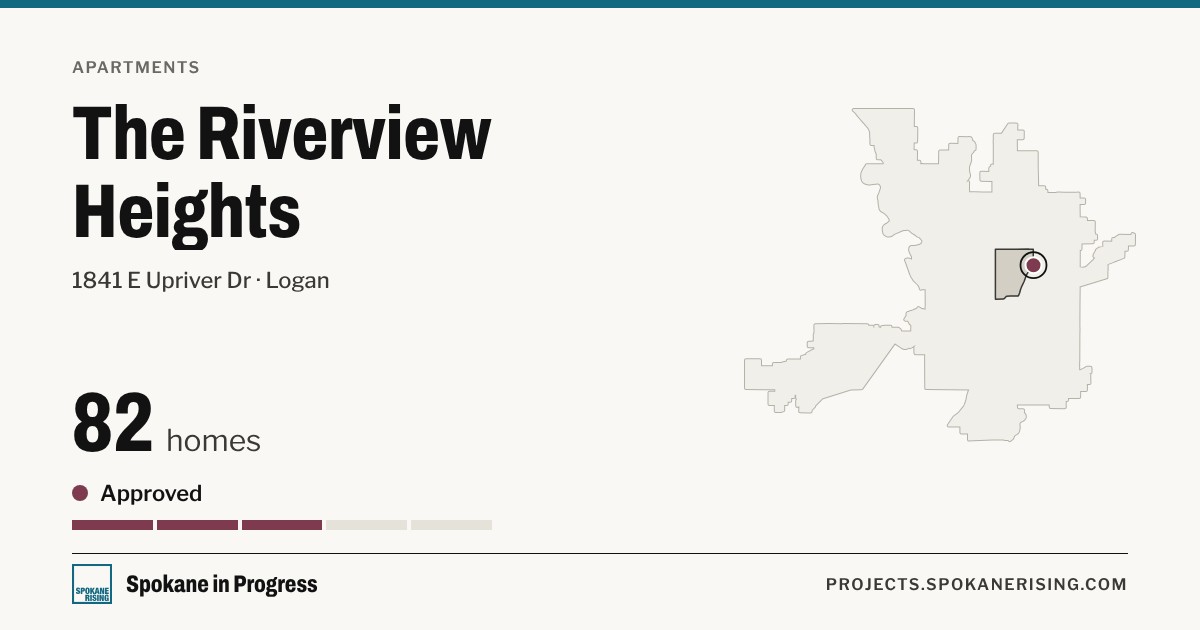 APARTMENTS
The Riverview
Heights
1841 E Upriver Dr · Logan
82 homes
Approved
SPOKANE
RISING
Spokane in Progress
PROJECTS.SPOKANERISING.COM